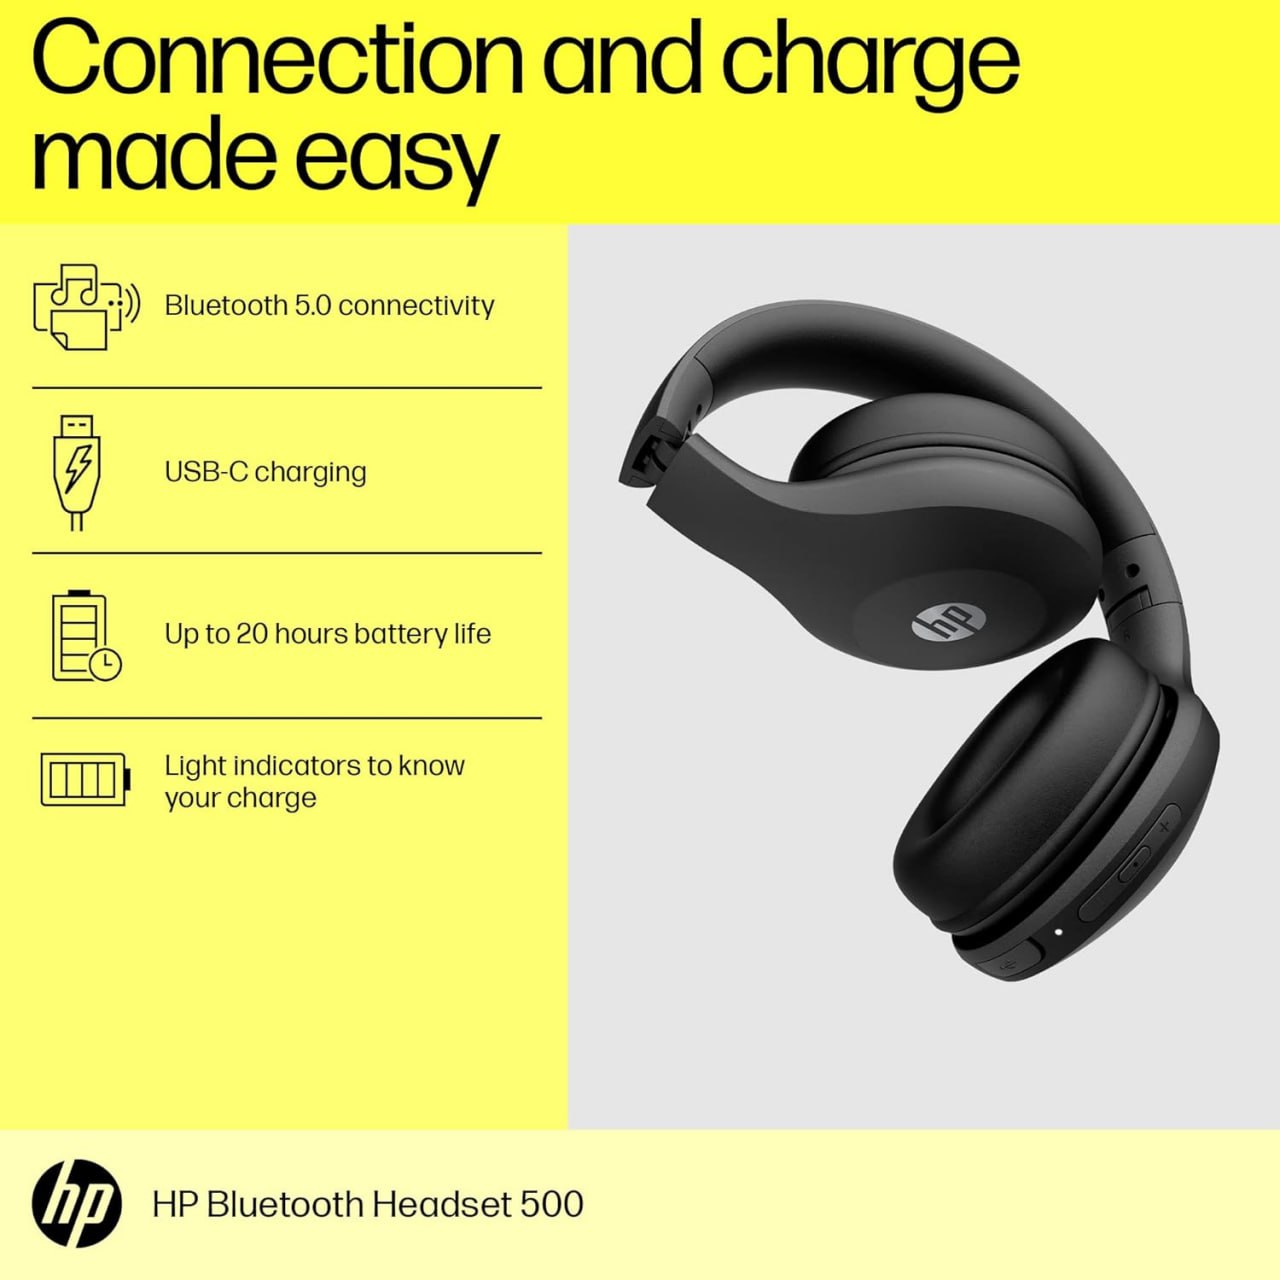 Connection and charge
made easy
Bluetooth 5.0 connectivity
USB-C charging
Up to 20 hours battery life
Light indicators to know
your charge
hp
hp
HP Bluetooth Headset 500